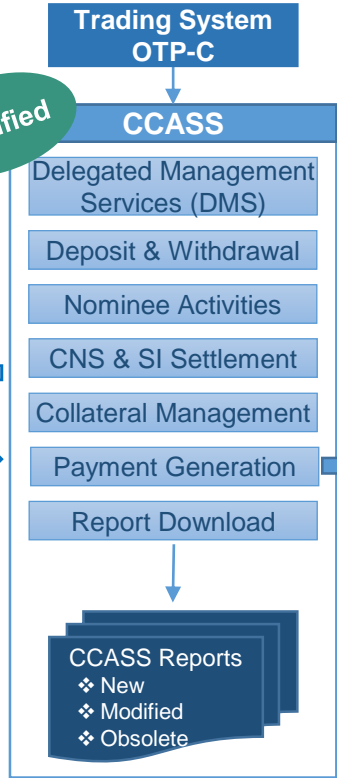 Trading System
OTP-C
CCASS
Delegated Management
Services (DMS)
Deposit & Withdrawal
Nominee Activities
CNS & SI Settlement
Collateral Management
Payment Generation
Report Download
CCASS Reports
❖ New
❖ Modified
❖ Obsolete